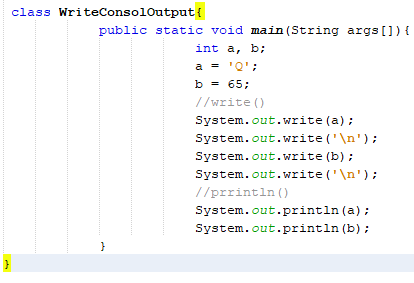 class WriteConsolOutput{
public static void main(String args[]){
int a, b;
a = 'Q';
b = 65;
//write()
System.out.write(a);
System.out.write('\n');
System.out.write(b);
System.out.write('\n');
//prrintln()
System.out.println(a);
System.out.println(b);
}
}